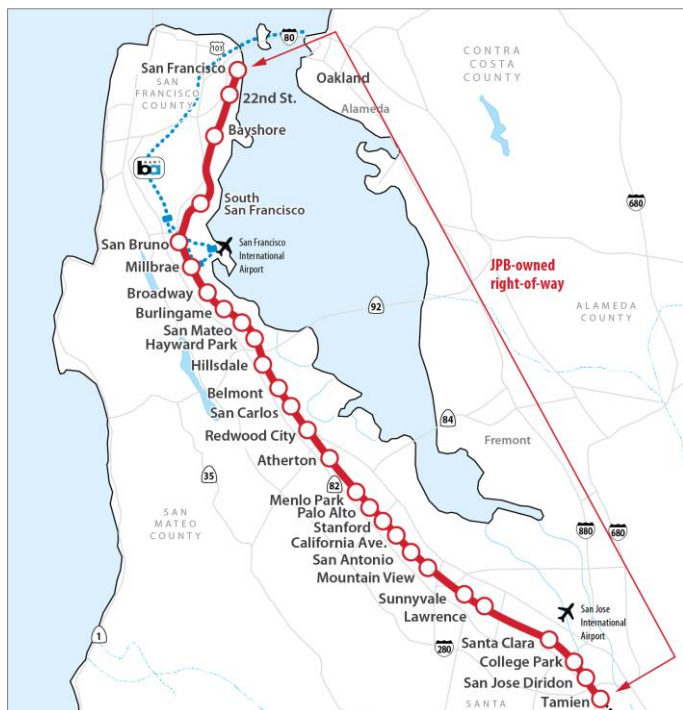 101
80
CONTRA
COSTA
COUNTY
San Francisco
SAN
FRANCISCO
COUNTY
Oakland
22nd St.
Alameda
Bayshore
ba
680
South
San Francisco
San Bruno
San Francisco
International
Airport
Millbrae
JPB-owned
right-of-way
Broadway
92
ALAMEDA
COUNTY
Burlingame
San Mateo
Hayward Park
Hillsdale
Belmont
San Carlos
84
Redwood City
Fremont
Atherton
35
82
Menlo Park
Palo Alto
SAN
MATEO
COUNTY
Stanford
California Ave.
880
680
San Antonio
Mountain View
Sunnyvale
Lawrence
San Jose
International
Airport
1
280
Santa Clara
College Park
San Jose Diridon
SANTA
Tamien